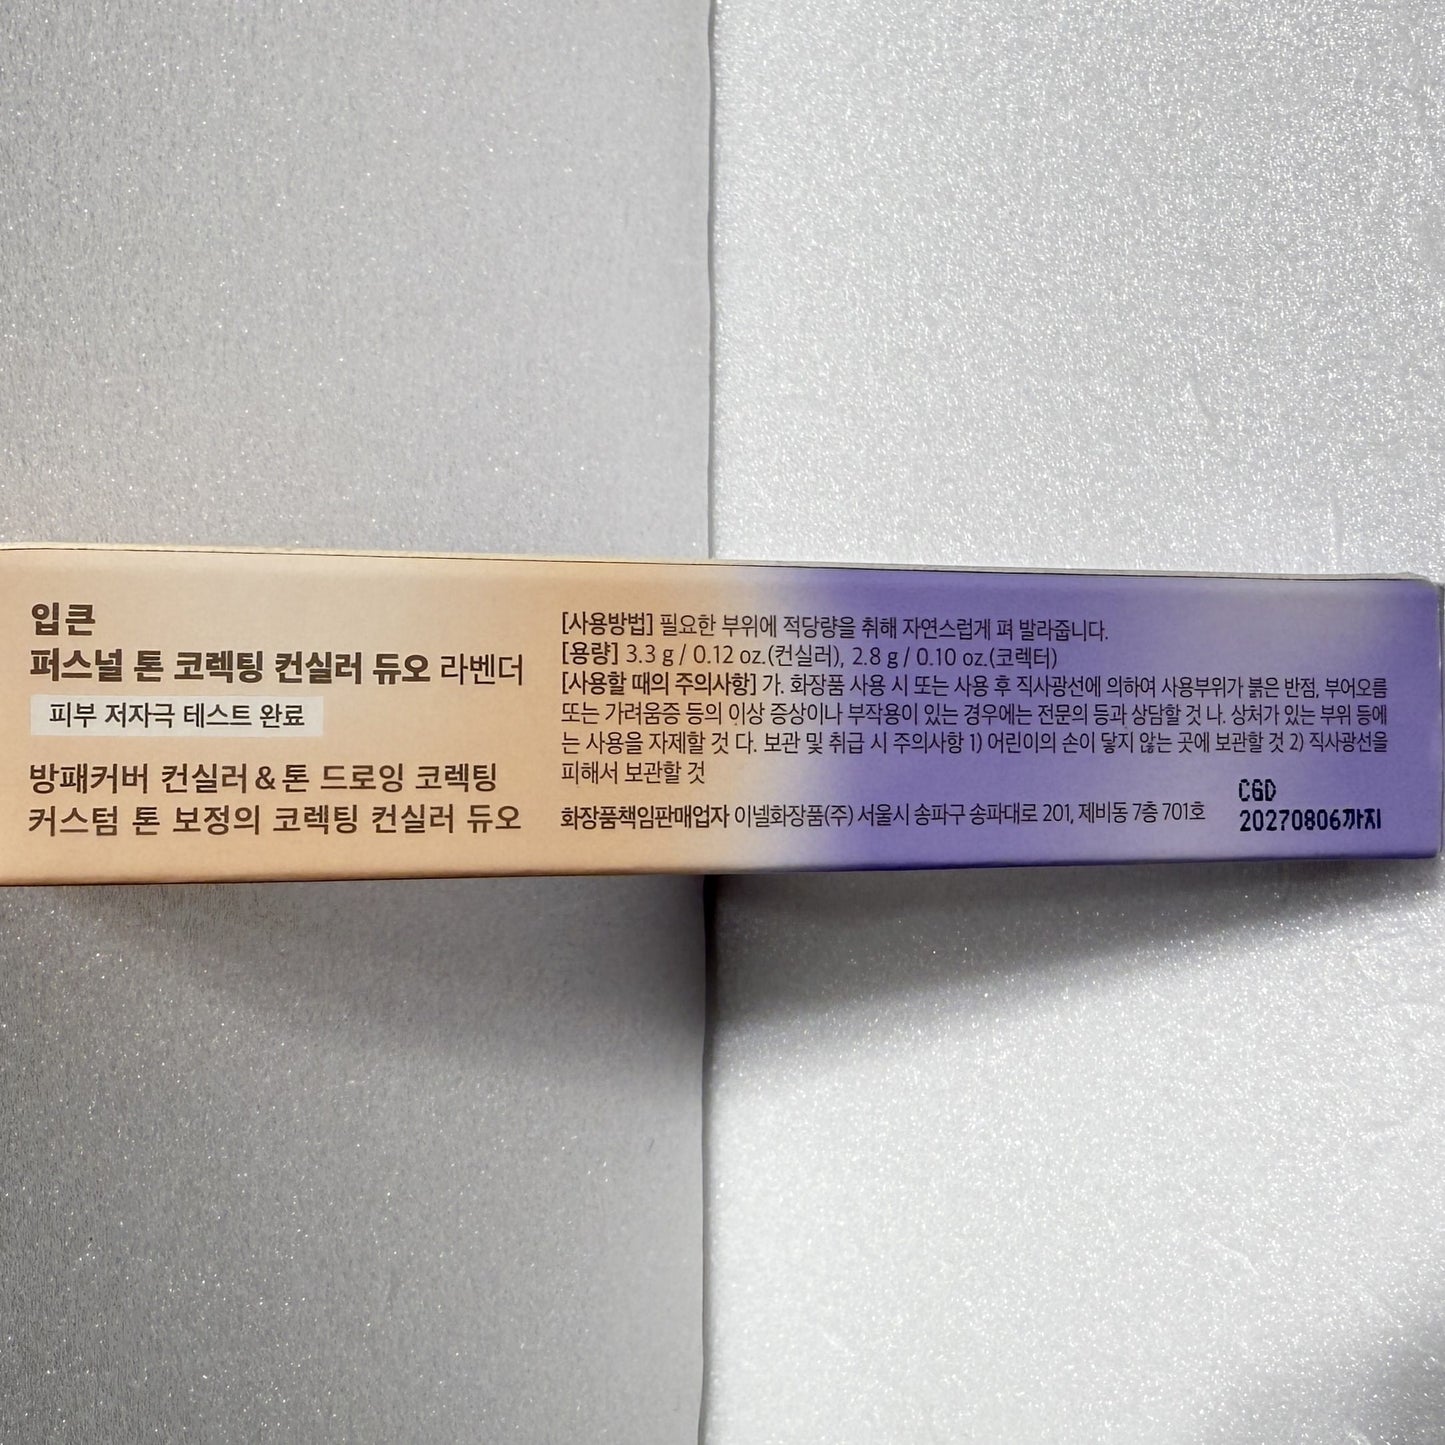 입큰
퍼스널 톤 코렉팅 컨실러 듀오 라벤더
피부 저자극 테스트 완료
방패커버 컨실러 & 톤 드로잉 코렉팅
커스텀 톤 보정의 코렉팅 컨실러 듀오
[사용방법] 필요한 부위에 적당량을 취해 자연스럽게 펴 발라줍니다.
[용량] 3.3 g / 0.12 oz.(컨실러), 2.8 g / 0.10 oz.(코렉터)
[사용할 때의 주의사항] 가. 화장품 사용 시 또는 사용 후 직사광선에 의하여 사용부위가 붉은 반점, 부어오름
또는 가려움증 등의 이상 증상이나 부작용이 있는 경우에는 전문의 등과 상담할 것 나. 상처가 있는 부위 등에
는 사용을 자제할 것 다. 보관 및 취급 시 주의사항 1) 어린이의 손이 닿지 않는 곳에 보관할 것 2) 직사광선을
피해서 보관할 것
화장품책임판매업자 이넬화장품(주) 서울시 송파구 송파대로 201, 제비동 7층 701호
CGD
20270806까지